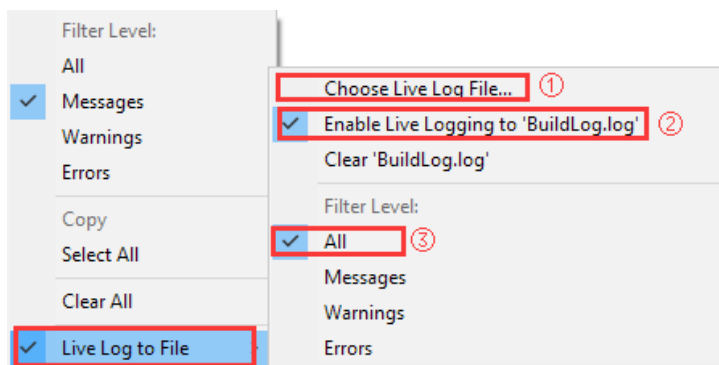 Filter Level:
All
Messages
Warnings
Errors
Copy
Select All
Clear All
Live Log to File
Choose Live Log File... ①
Enable Live Logging to 'BuildLog.log' ②
Clear 'BuildLog.log'
Filter Level:
All ③
Messages
Warnings
Errors